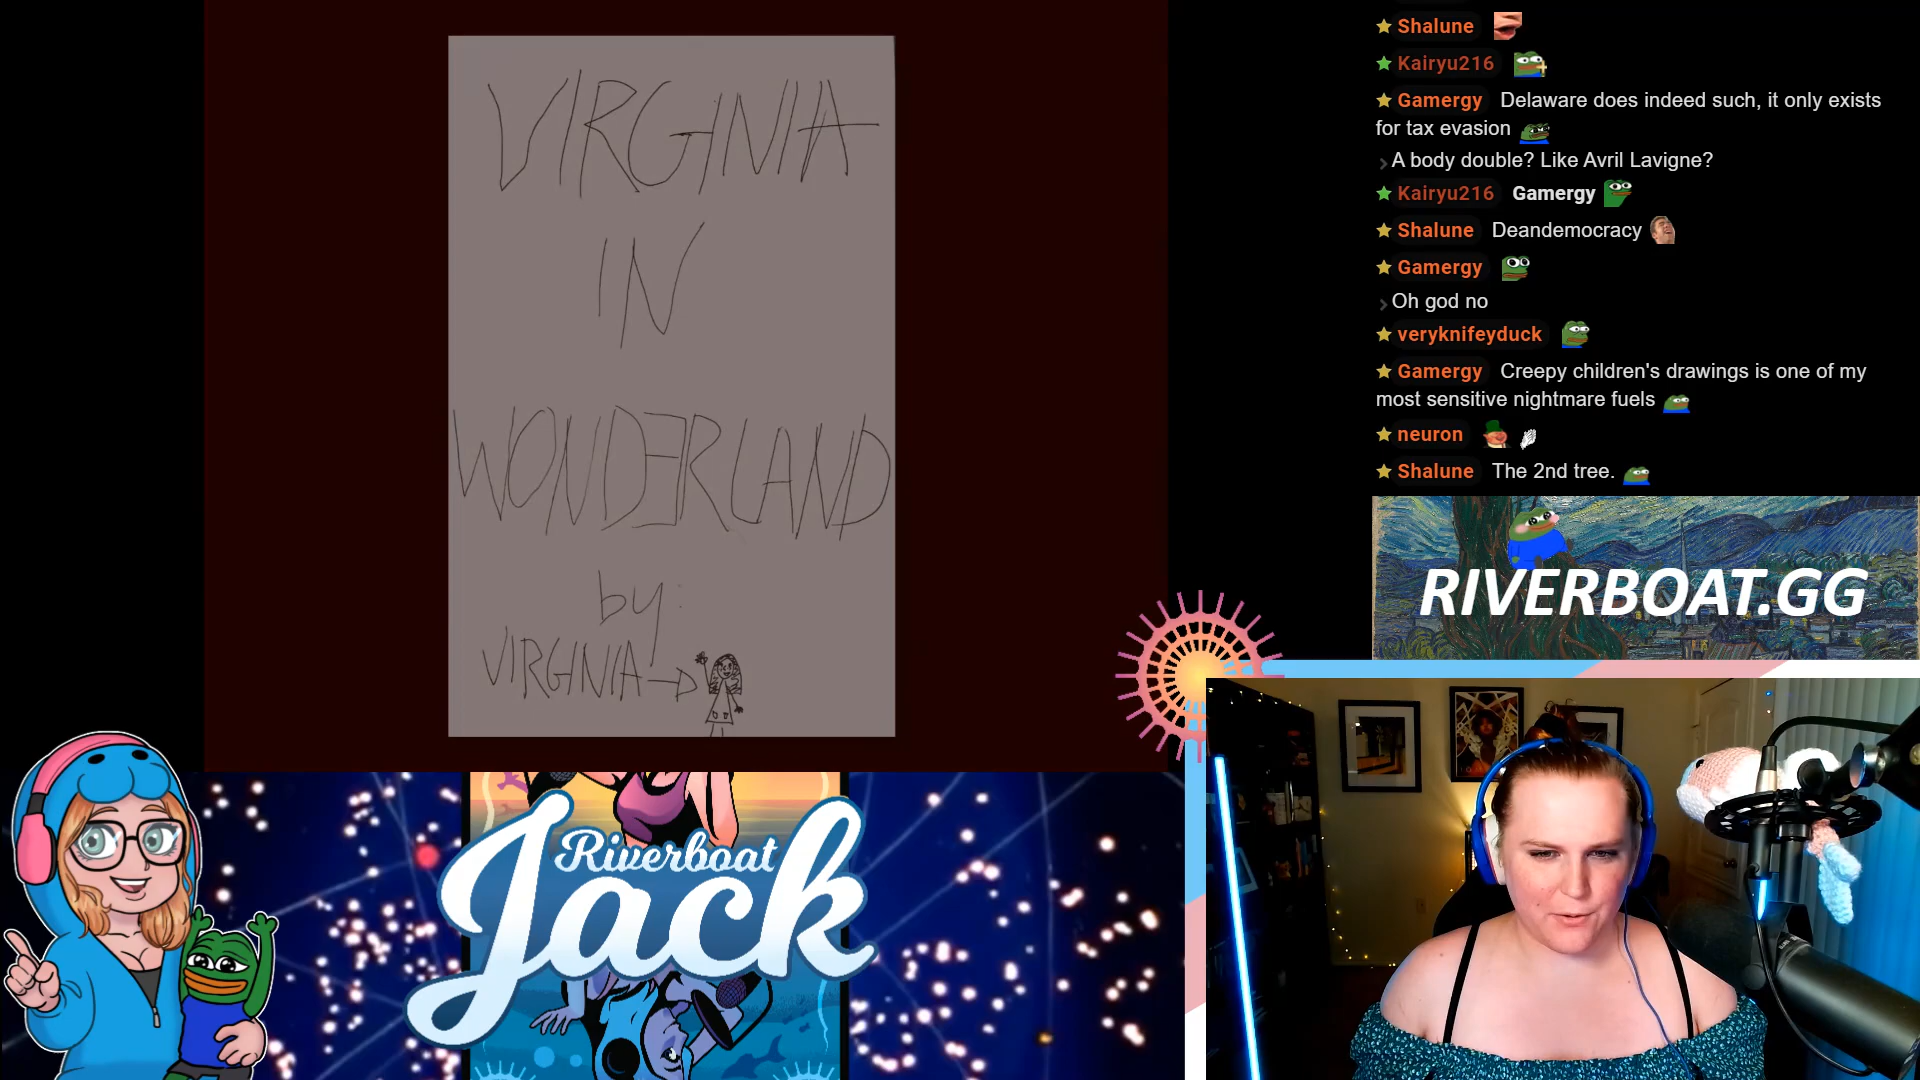 VIRGINIA
IN
WONDERLAND
by:
VIRGINIA
Shalune
Kairyu216
Gamergy Delaware does indeed such, it only exists
for tax evasion
A body double? Like Avril Lavigne?
Kairyu216 Gamergy
Shalune Deandemocracy
Gamergy
Oh god no
veryknifeyduck
Gamergy Creepy children's drawings is one of my
most sensitive nightmare fuels
neuron
Shalune The 2nd tree.
RIVERBOAT.GG
Riverboat
Jack